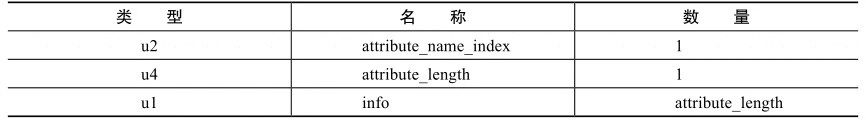 类 型 名 称 数 量
u2 attribute_name_index 1
u4 attribute_length 1
u1 info attribute_length